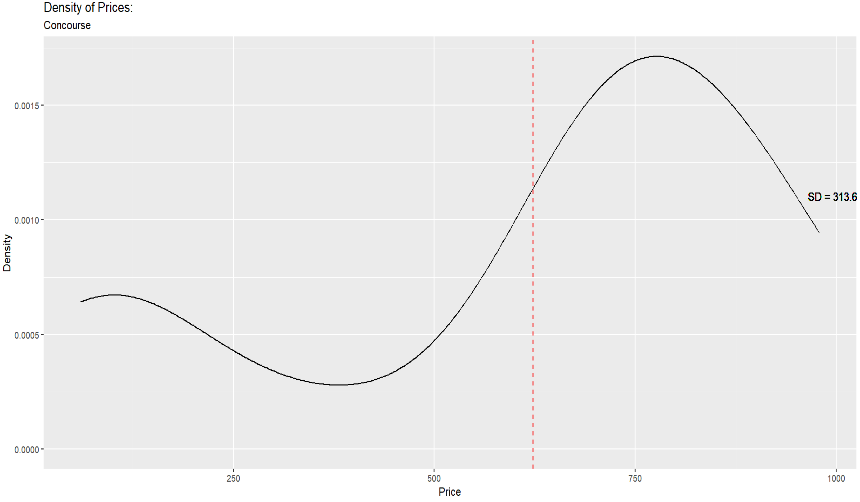 Density of Prices:
Concourse
0.0015
0.0010
0.0005
0.0000
Density
SD = 313.6
250
500
750
1000
Price